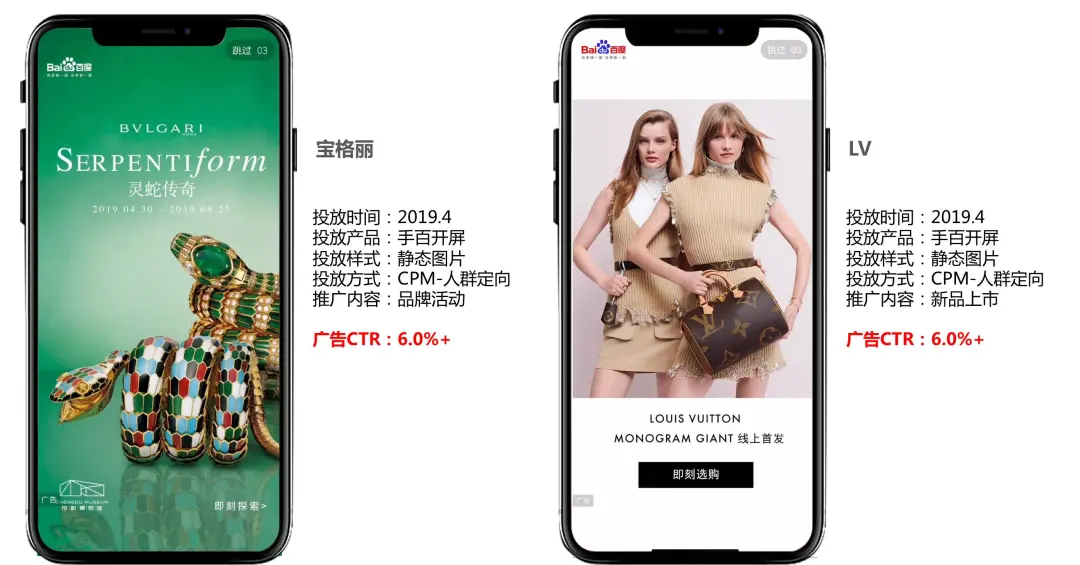 跳过 03
Bai百度
BVLGARI
ROMA
SERPENTIform
灵蛇传奇
2019.04.30 – 2019.08.25
广告
CHENGDU MUSEUM
成都博物馆
即刻探索>
宝格丽
投放时间：2019.4
投放产品：手百开屏
投放样式：静态图片
投放方式：CPM-人群定向
推广内容：品牌活动
广告CTR：6.0%+
Bai百度
跳过 03
LOUIS VUITTON
MONOGRAM GIANT 线上首发
即刻选购
广告
LV
投放时间：2019.4
投放产品：手百开屏
投放样式：静态图片
投放方式：CPM-人群定向
推广内容：新品上市
广告CTR：6.0%+